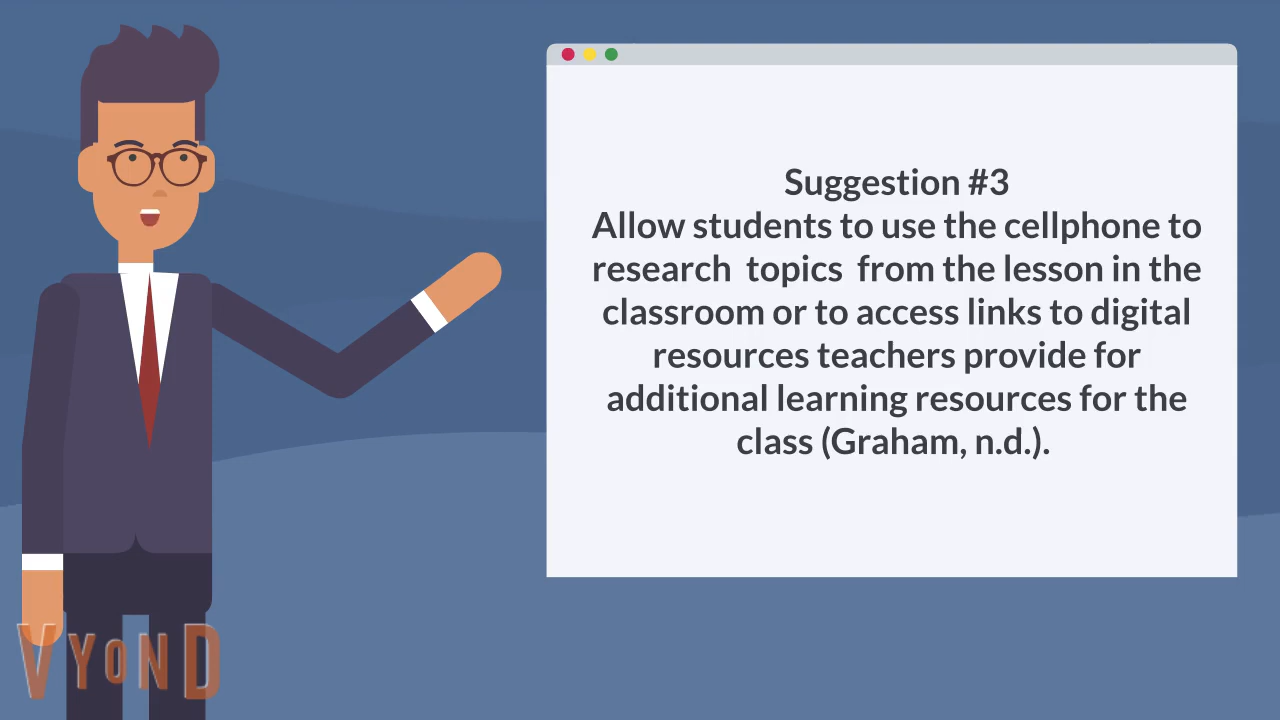 Suggestion #3
Allow students to use the cellphone to
research  topics  from the lesson in the
classroom or to access links to digital
resources teachers provide for
additional learning resources for the
class (Graham, n.d.).
VYOND